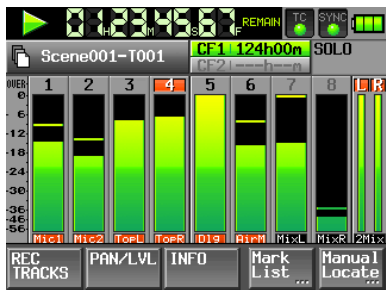 01H23M45S67F REMAIN TC SYNC
Scene001-T001 CF1 124h00m SOLO
CF2 ---h--m
OVER 1 2 3 4 5 6 7 8 L R
0
6
12
18
24
30
36
46
56
Mic1 Mic2 TopL TopR Dlg AirM MixL MixR 2Mix
REC TRACKS PAN/LVL INFO Mark List... Manual Locate...